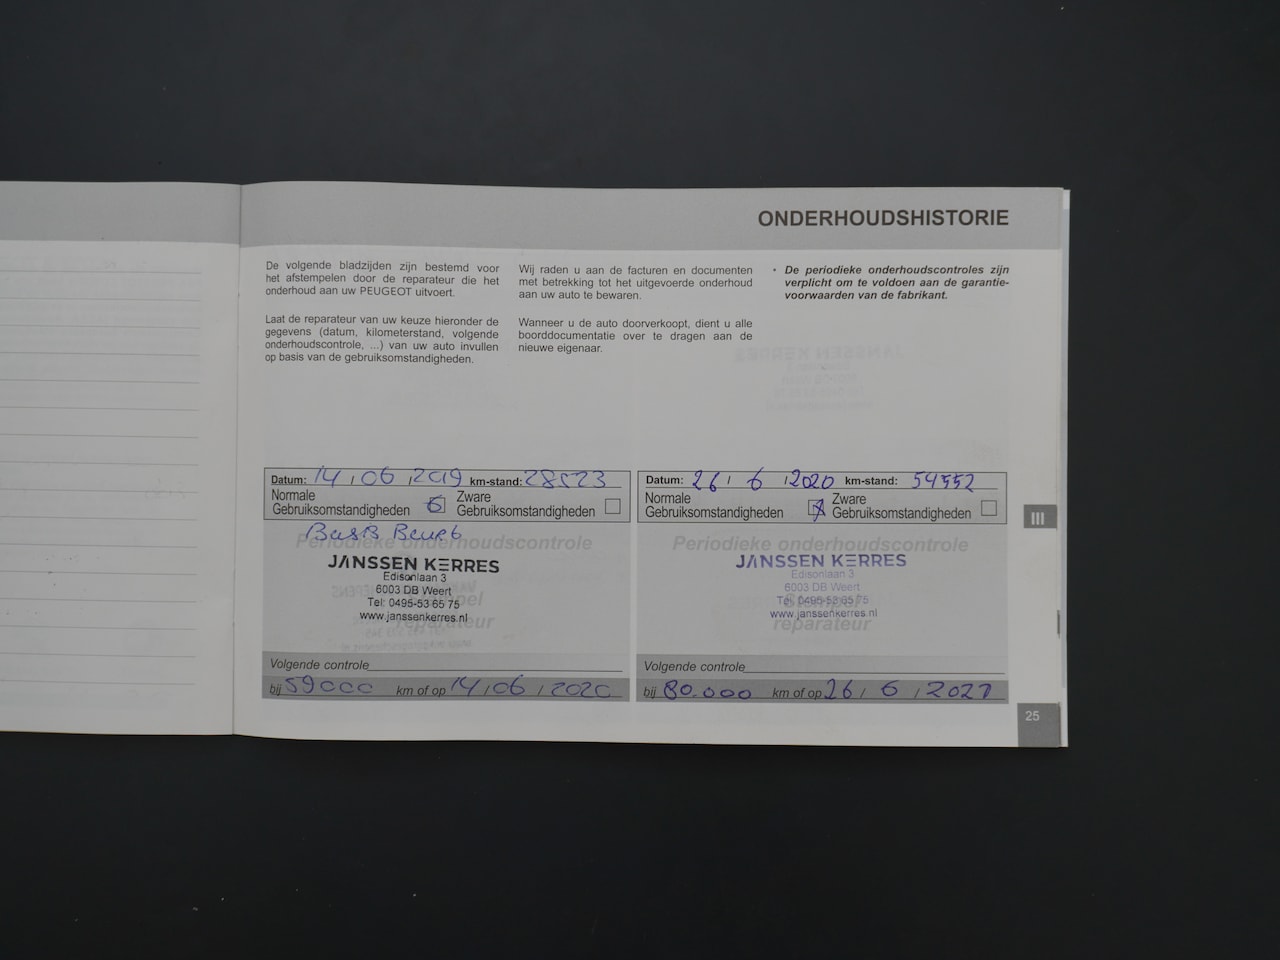 ONDERHOUDSHISTORIE
De volgende bladzijden zijn bestemd voor
het afstempelen door de reparateur die het
onderhoud aan uw PEUGEOT uitvoert.
Laat de reparateur van uw keuze hieronder de
gegevens (datum, kilometerstand, volgende
onderhoudscontrole, ...) van uw auto invullen
op basis van de gebruiksomstandigheden.
Wij raden u aan de facturen en documenten
met betrekking tot het uitgevoerde onderhoud
aan uw auto te bewaren.
Wanneer u de auto doorverkoopt, dient u alle
boorddocumentatie over te dragen aan de
nieuwe eigenaar.
• De periodieke onderhoudscontroles zijn
verplicht om te voldoen aan de garantie-
voorwaarden van de fabrikant.
Datum: 14/06/2019 km-stand: 28523
Normale
Gebruiksomstandigheden
Zware
Gebruiksomstandigheden
Periodieke onderhoudscontrole
JANSSEN KERRES
Edisonlaan 3
6003 DB Weert
Tel: 0495-53 65 75
www.janssenkerres.nl
reparateur
Volgende controle
bij 59000 km of op 14/06/2020
Datum: 26/6/2020 km-stand: 54552
Normale
Gebruiksomstandigheden
Zware
Gebruiksomstandigheden
Periodieke onderhoudscontrole
JANSSEN KERRES
Edisonlaan 3
6003 DB Weert
Tel: 0495-53 65 75
www.janssenkerres.nl
reparateur
Volgende controle
bij 80.000 km of op 26/6/2021
III
25